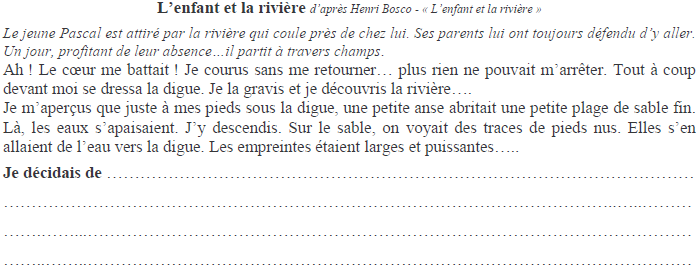 L’enfant et la rivière d’après Henri Bosco - « L’enfant et la rivière »
Le jeune Pascal est attiré par la rivière qui coule près de chez lui. Ses parents lui ont toujours défendu d’y aller.
Un jour, profitant de leur absence…il partit à travers champs.
Ah ! Le cœur me battait ! Je courus sans me retourner… plus rien ne pouvait m’arrêter. Tout à coup
devant moi se dressa la digue. Je la gravis et je découvris la rivière….
Je m’aperçus que juste à mes pieds sous la digue, une petite anse abritait une petite plage de sable fin.
Là, les eaux s’apaisaient. J’y descendis. Sur le sable, on voyait des traces de pieds nus. Elles s’en
allaient de l’eau vers la digue. Les empreintes étaient larges et puissantes…..
Je décidais de ……………………………………………………………………………………………
……………………………………………………………………………………………….…..………
…….……..………………………………………………………………………………………………
…….……..………………………………………………………………………………………………